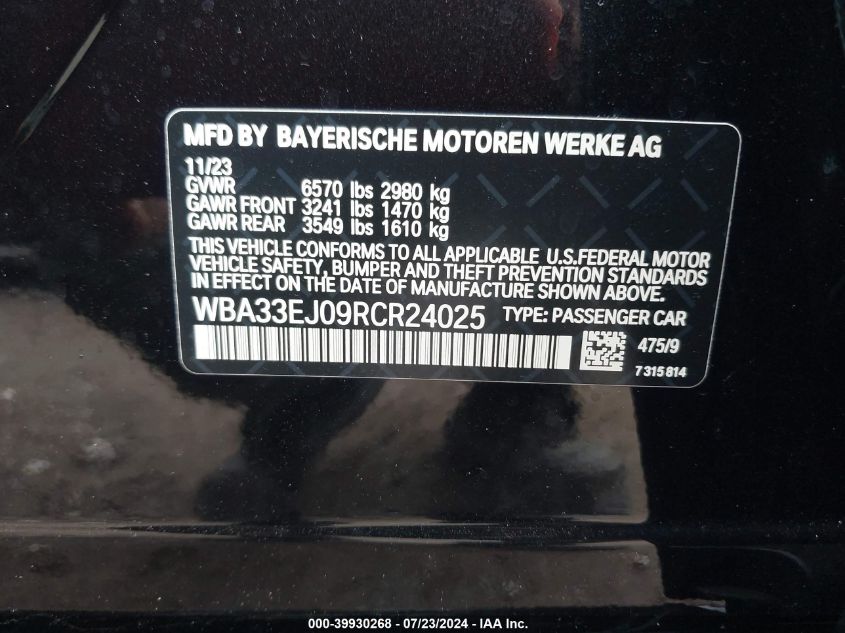 MFD BY BAYERISCHE MOTOREN WERKE AG
11/23
GVWR 6570 lbs 2980 kg
GAWR FRONT 3241 lbs 1470 kg
GAWR REAR 3549 lbs 1610 kg
THIS VEHICLE CONFORMS TO ALL APPLICABLE U.S.FEDERAL MOTOR
VEHICLE SAFETY, BUMPER AND THEFT PREVENTION STANDARDS
IN EFFECT ON THE DATE OF MANUFACTURE SHOWN ABOVE.
WBA33EJ09RCR24025 TYPE: PASSENGER CAR
475/9
7315814
000-39930268 - 07/23/2024 - IAA Inc.